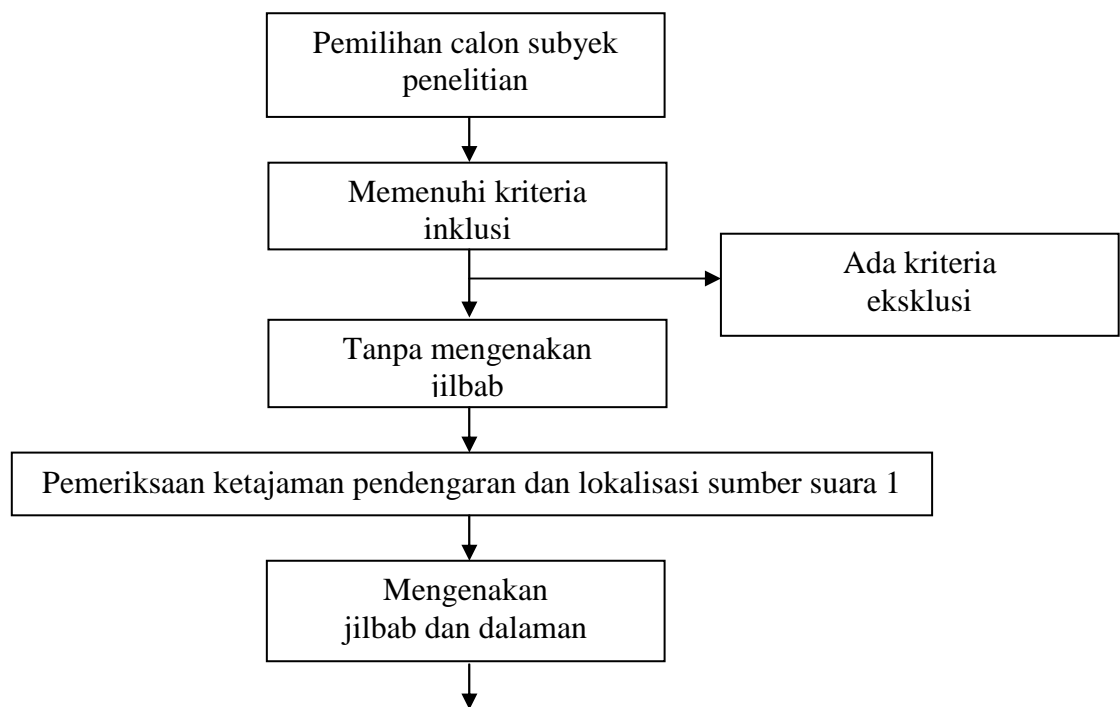 Pemilihan calon subyek
penelitian
Memenuhi kriteria
inklusi
Ada kriteria
eksklusi
Tanpa mengenakan
jilbab
Pemeriksaan ketajaman pendengaran dan lokalisasi sumber suara 1
Mengenakan
jilbab dan dalaman